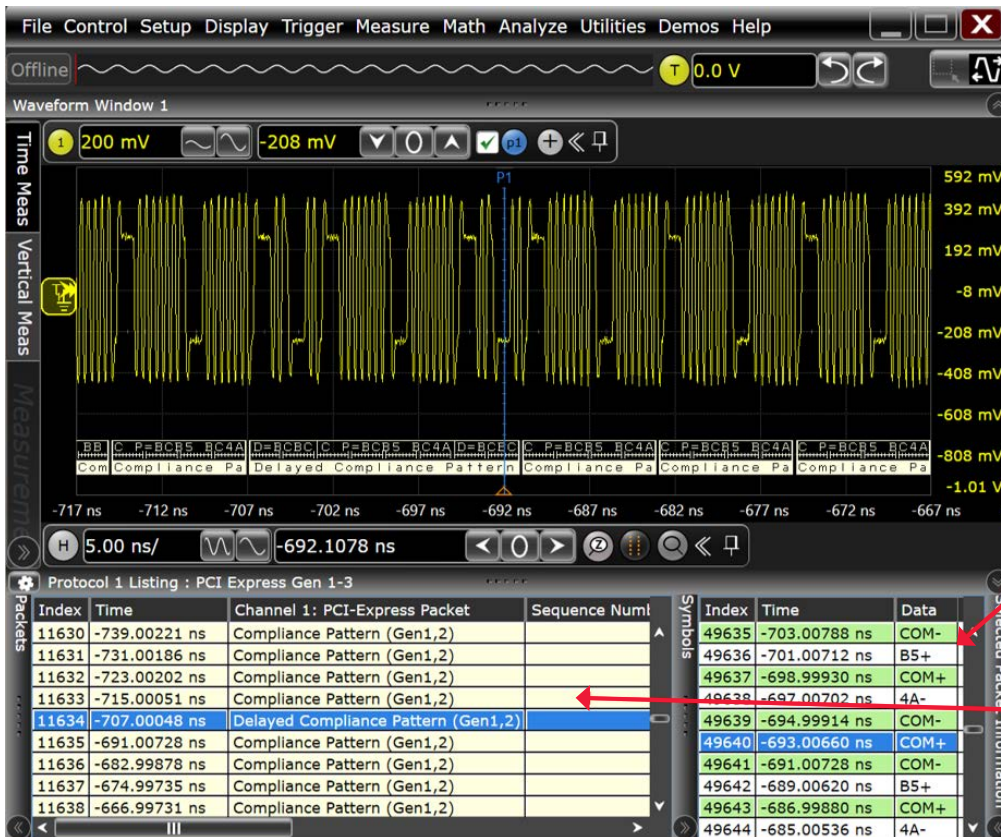 File Control Setup Display Trigger Measure Math Analyze Utilities Demos Help X
Offline T 0.0 V
Waveform Window 1
Time Meas
Vertical Meas
Measureme
1 200 mV -208 mV 0 p1
P1
592 mV
392 mV
192 mV
-8 mV
-208 mV
-408 mV
-608 mV
-808 mV
-1.01 V
BB C P=BCB5 BC4A D=BCBC C P=BCB5 BC4A D=BCBC C P=BCB5 BC4A C P=BCB5 BC4A C P=BCB5 BC4A
Com Compliance Pa Delayed Compliance Pattern Compliance Pa Compliance Pa Compliance Pa
-717 ns -712 ns -707 ns -702 ns -697 ns -692 ns -687 ns -682 ns -677 ns -672 ns -667 ns
H 5.00 ns/ -692.1078 ns 0 Z
Protocol 1 Listing : PCI Express Gen 1-3
Packets
Index Time Channel 1: PCI-Express Packet Sequence Numb
11630 -739.00221 ns Compliance Pattern (Gen1,2)
11631 -731.00186 ns Compliance Pattern (Gen1,2)
11632 -723.00202 ns Compliance Pattern (Gen1,2)
11633 -715.00051 ns Compliance Pattern (Gen1,2)
11634 -707.00048 ns Delayed Compliance Pattern (Gen1,2)
11635 -691.00728 ns Compliance Pattern (Gen1,2)
11636 -682.99878 ns Compliance Pattern (Gen1,2)
11637 -674.99735 ns Compliance Pattern (Gen1,2)
11638 -666.99731 ns Compliance Pattern (Gen1,2)
Symbols
Index Time Data
49635 -703.00788 ns COM-
49636 -701.00712 ns B5+
49637 -698.99930 ns COM+
49638 -697.00702 ns 4A-
49639 -694.99914 ns COM-
49640 -693.00660 ns COM+
49641 -691.00728 ns COM-
49642 -689.00620 ns B5+
49643 -686.99880 ns COM+
49644 -685.00536 ns 4A-